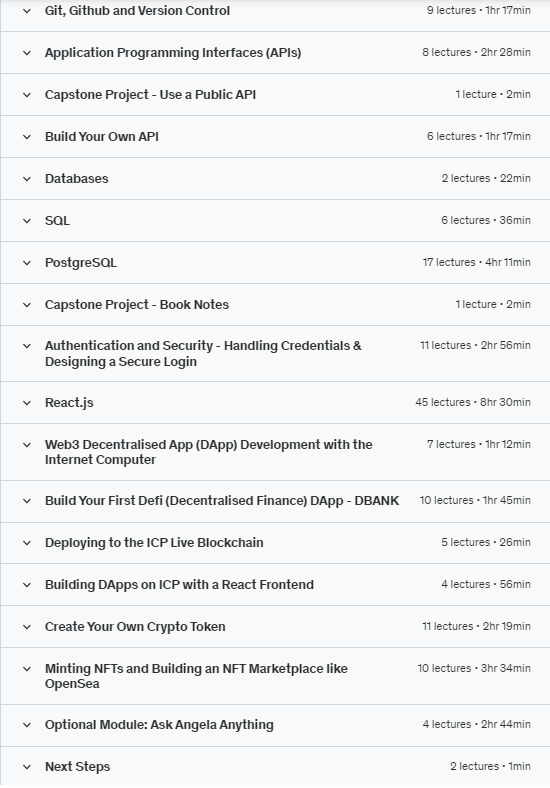 Git, Github and Version Control 9 lectures • 1hr 17min
Application Programming Interfaces (APIs) 8 lectures • 2hr 28min
Capstone Project - Use a Public API 1 lecture • 2min
Build Your Own API 6 lectures • 1hr 17min
Databases 2 lectures • 22min
SQL 6 lectures • 36min
PostgreSQL 17 lectures • 4hr 11min
Capstone Project - Book Notes 1 lecture • 2min
Authentication and Security - Handling Credentials & 11 lectures • 2hr 56min
Designing a Secure Login
React.js 45 lectures • 8hr 30min
Web3 Decentralised App (DApp) Development with the 7 lectures • 1hr 12min
Internet Computer
Build Your First Defi (Decentralised Finance) DApp - DBANK 10 lectures • 1hr 45min
Deploying to the ICP Live Blockchain 5 lectures • 26min
Building DApps on ICP with a React Frontend 4 lectures • 56min
Create Your Own Crypto Token 11 lectures • 2hr 19min
Minting NFTs and Building an NFT Marketplace like 10 lectures • 3hr 34min
OpenSea
Optional Module: Ask Angela Anything 4 lectures • 2hr 44min
Next Steps 2 lectures • 1min